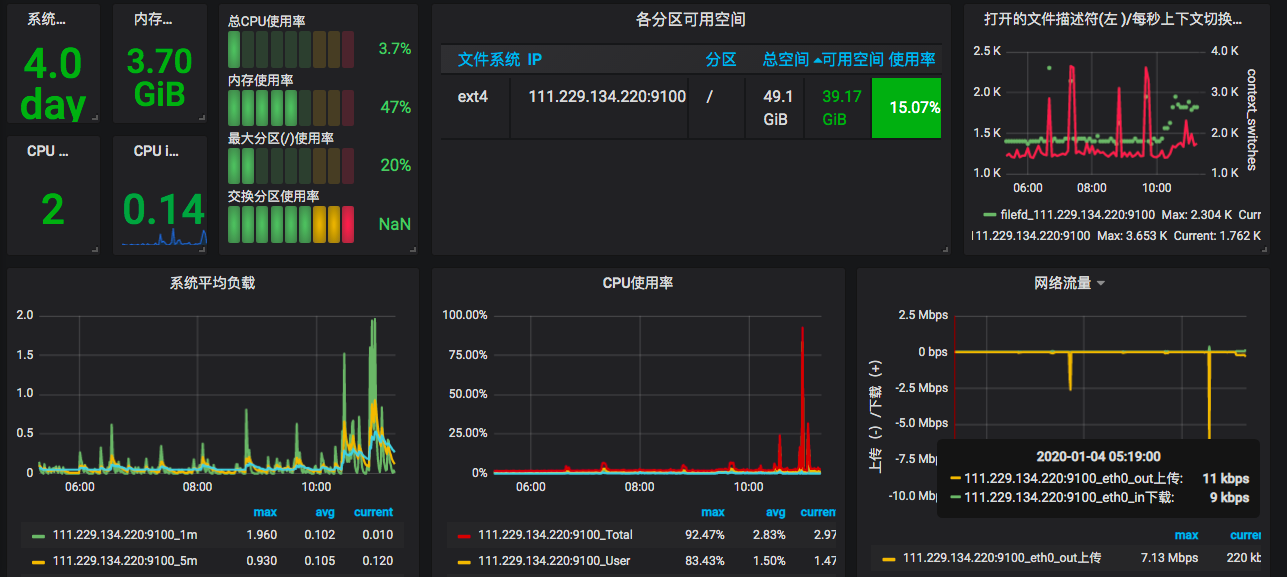 系统...
4.0
day
内存...
3.70
GiB
CPU ...
2
CPU i...
0.14
总CPU使用率
3.7%
内存使用率
47%
最大分区(/)使用率
20%
交换分区使用率
NaN
各分区可用空间
文件系统 IP 分区 总空间 可用空间 使用率
ext4 111.229.134.220:9100 / 49.1 GiB 39.17 GiB 15.07%
打开的文件描述符(左 )/每秒上下文切换...
2.5 K
2.0 K
1.5 K
1.0 K
4.0 K
3.0 K
2.0 K
1.0 K
context_switches
06:00 08:00 10:00
filefd_111.229.134.220:9100 Max: 2.304 K Curr
111.229.134.220:9100 Max: 3.653 K Current: 1.762 K
系统平均负载
2.0
1.5
1.0
0.5
0
06:00 08:00 10:00
max avg current
111.229.134.220:9100_1m 1.960 0.102 0.010
111.229.134.220:9100_5m 0.930 0.105 0.120
CPU使用率
100.00%
75.00%
50.00%
25.00%
0%
06:00 08:00 10:00
max avg curren
111.229.134.220:9100_Total 92.47% 2.83% 2.97
111.229.134.220:9100_User 83.43% 1.50% 1.47
网络流量
上传（-）/下载（+）
2.5 Mbps
0 bps
-2.5 Mbps
-5.0 Mbps
-7.5 Mbp
-10.0 Mbp
2020-01-04 05:19:00
111.229.134.220:9100_eth0_out上传: 11 kbps
111.229.134.220:9100_eth0_in下载: 9 kbps
max curre
111.229.134.220:9100_eth0_out上传 7.13 Mbps 220 kb